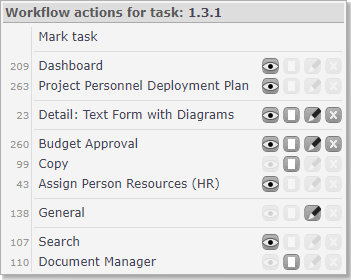 Workflow actions for task: 1.3.1
Mark task
209 Dashboard
263 Project Personnel Deployment Plan
23 Detail: Text Form with Diagrams
260 Budget Approval
99 Copy
43 Assign Person Resources (HR)
138 General
107 Search
110 Document Manager